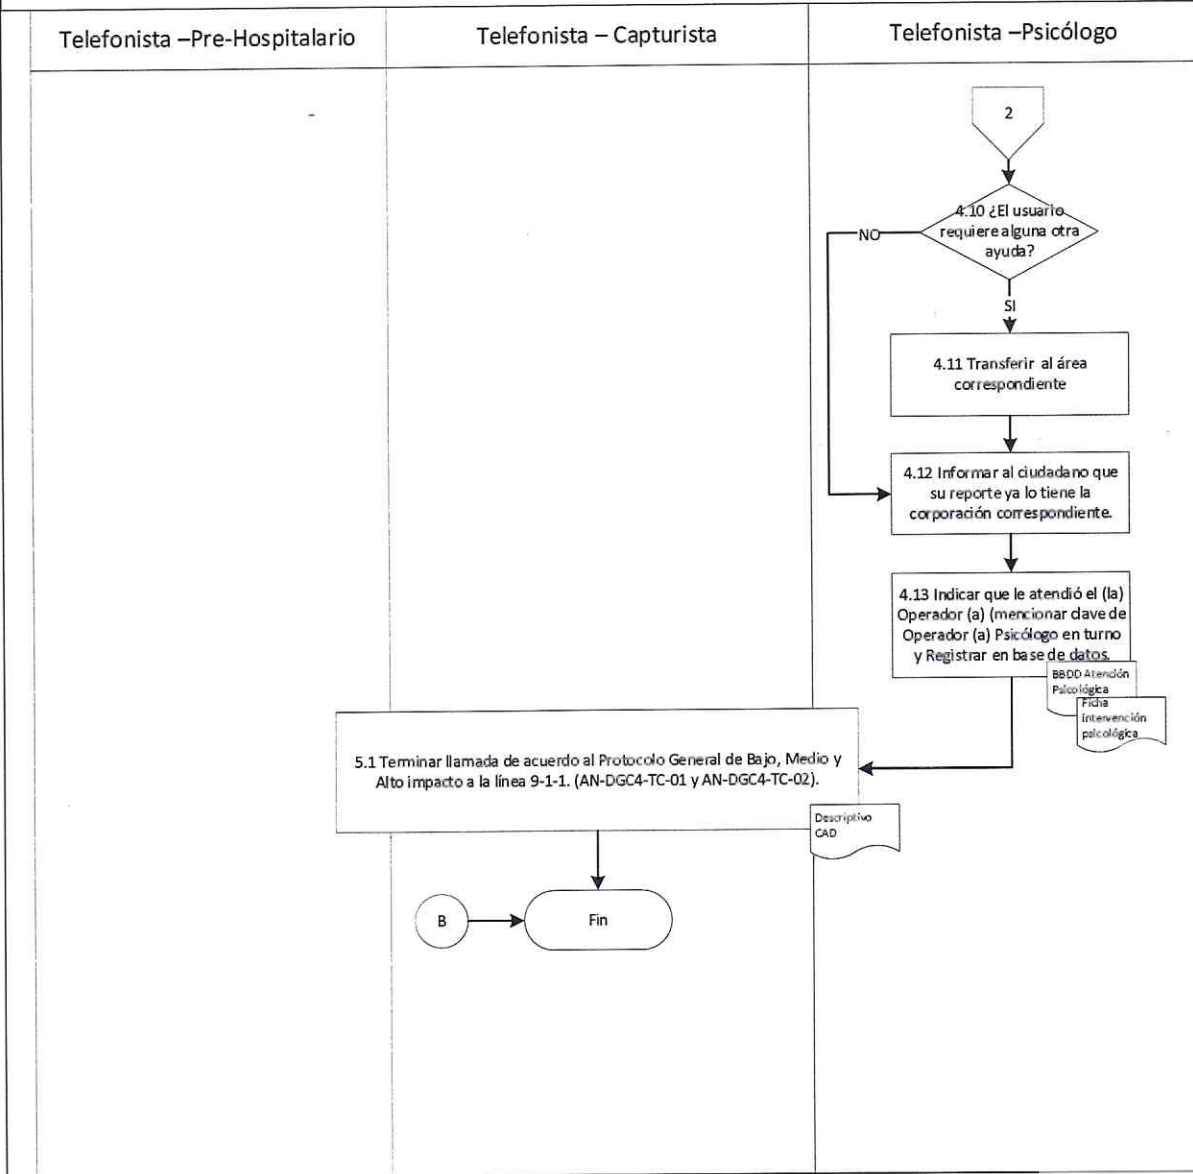 Telefonista –Pre-Hospitalario
Telefonista – Capturista
Telefonista –Psicólogo
2
4.10 ¿El usuario
requiere alguna otra
ayuda?
NO
SI
4.11 Transferir al área
correspondiente
4.12 Informar al ciudadano que
su reporte ya lo tiene la
corporación correspondiente.
4.13 Indicar que le atendió el (la)
Operador (a) (mencionar clave de
Operador (a) Psicólogo en turno
y Registrar en base de datos.
BBDD Atención
Psicológica
Ficha
intervención
psicológica
5.1 Terminar llamada de acuerdo al Protocolo General de Bajo, Medio y
Alto impacto a la línea 9-1-1. (AN-DGC4-TC-01 y AN-DGC4-TC-02).
Descriptivo
CAD
B
Fin